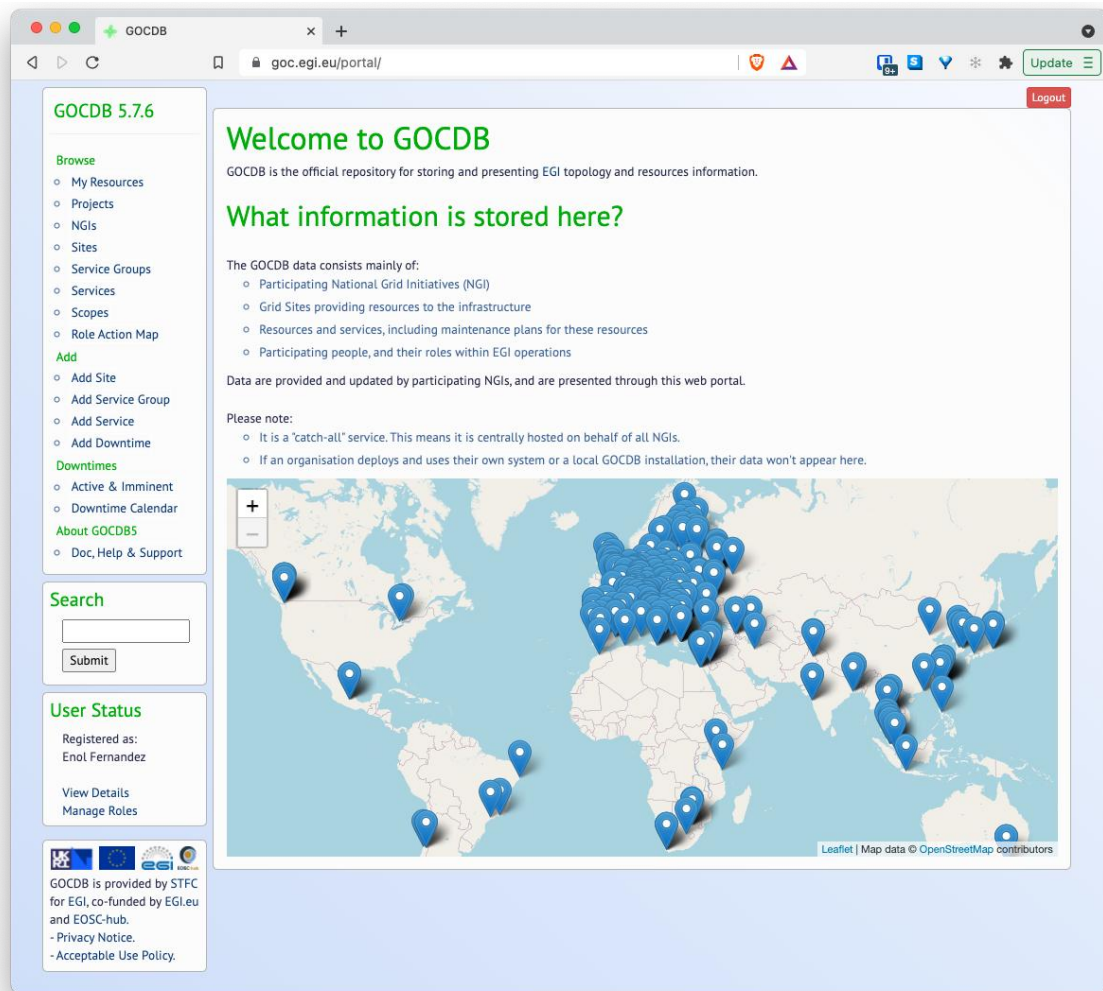 GOCDB
goc.egi.eu/portal/
9+
S
Update
GOCDB 5.7.6
Browse
My Resources
Projects
NGIs
Sites
Service Groups
Services
Scopes
Role Action Map
Add
Add Site
Add Service Group
Add Service
Add Downtime
Downtimes
Active & Imminent
Downtime Calendar
About GOCDB5
Doc, Help & Support
Search
Submit
User Status
Registered as:
Enol Fernandez
View Details
Manage Roles
UK
RI
egi
EOSC-hub
GOCDB is provided by STFC
for EGI, co-funded by EGI.eu
and EOSC-hub.
- Privacy Notice.
- Acceptable Use Policy.
Logout
Welcome to GOCDB
GOCDB is the official repository for storing and presenting EGI topology and resources information.
What information is stored here?
The GOCDB data consists mainly of:
Participating National Grid Initiatives (NGI)
Grid Sites providing resources to the infrastructure
Resources and services, including maintenance plans for these resources
Participating people, and their roles within EGI operations
Data are provided and updated by participating NGIs, and are presented through this web portal.
Please note:
It is a "catch-all" service. This means it is centrally hosted on behalf of all NGIs.
If an organisation deploys and uses their own system or a local GOCDB installation, their data won't appear here.
+
−
Leaflet | Map data © OpenStreetMap contributors